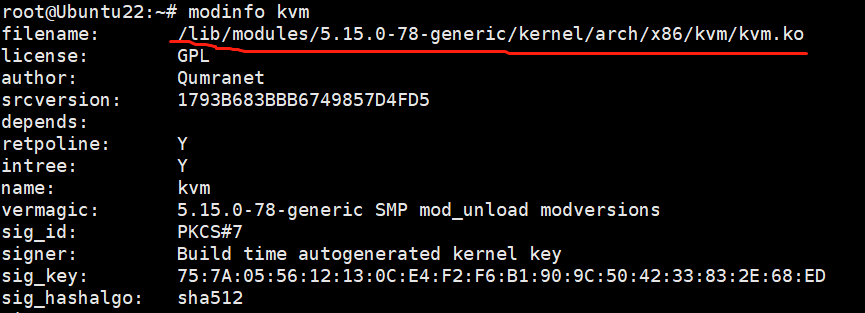 root@Ubuntu22:~# modinfo kvm
filename:       /lib/modules/5.15.0-78-generic/kernel/arch/x86/kvm/kvm.ko
license:        GPL
author:         Qumranet
srcversion:     1793B683BBB6749857D4FD5
depends:
retpoline:      Y
intree:         Y
name:           kvm
vermagic:       5.15.0-78-generic SMP mod_unload modversions
sig_id:         PKCS#7
signer:         Build time autogenerated kernel key
sig_key:        75:7A:05:56:12:13:0C:E4:F2:F6:B1:90:9C:50:42:33:83:2E:68:ED
sig_hashalgo:   sha512